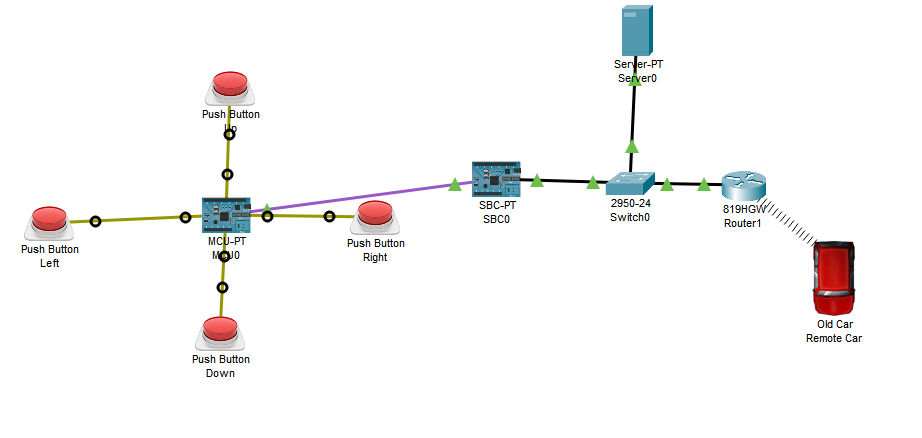 Server-PT
Server0
Push Button
Up
SBC-PT
SBC0
2950-24
Switch0
819HGW
Router1
Push Button
Left
MCU-PT
MCU0
Push Button
Right
Old Car
Remote Car
Push Button
Down